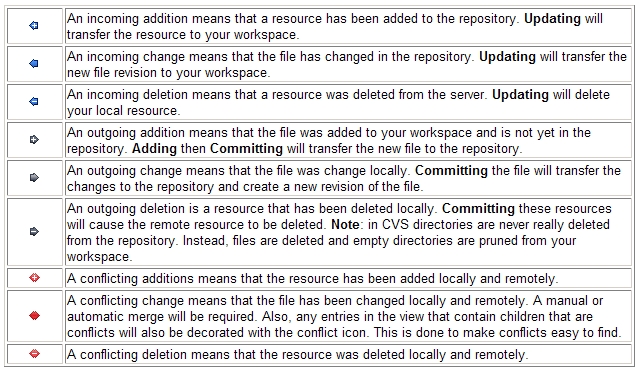 An incoming addition means that a resource has been added to the repository. Updating will
transfer the resource to your workspace.
An incoming change means that the file has changed in the repository. Updating will transfer the
new file revision to your workspace.
An incoming deletion means that a resource was deleted from the server. Updating will delete
your local resource.
An outgoing addition means that the file was added to your workspace and is not yet in the
repository. Adding then Committing will transfer the new file to the repository.
An outgoing change means that the file was change locally. Committing the file will transfer the
changes to the repository and create a new revision of the file.
An outgoing deletion is a resource that has been deleted locally. Committing these resources
will cause the remote resource to be deleted. Note: in CVS directories are never really deleted
from the repository. Instead, files are deleted and empty directories are pruned from your
workspace.
A conflicting additions means that the resource has been added locally and remotely.
A conflicting change means that the file has been changed locally and remotely. A manual or
automatic merge will be required. Also, any entries in the view that contain children that are
conflicts will also be decorated with the conflict icon. This is done to make conflicts easy to find.
A conflicting deletion means that the resource was deleted locally and remotely.